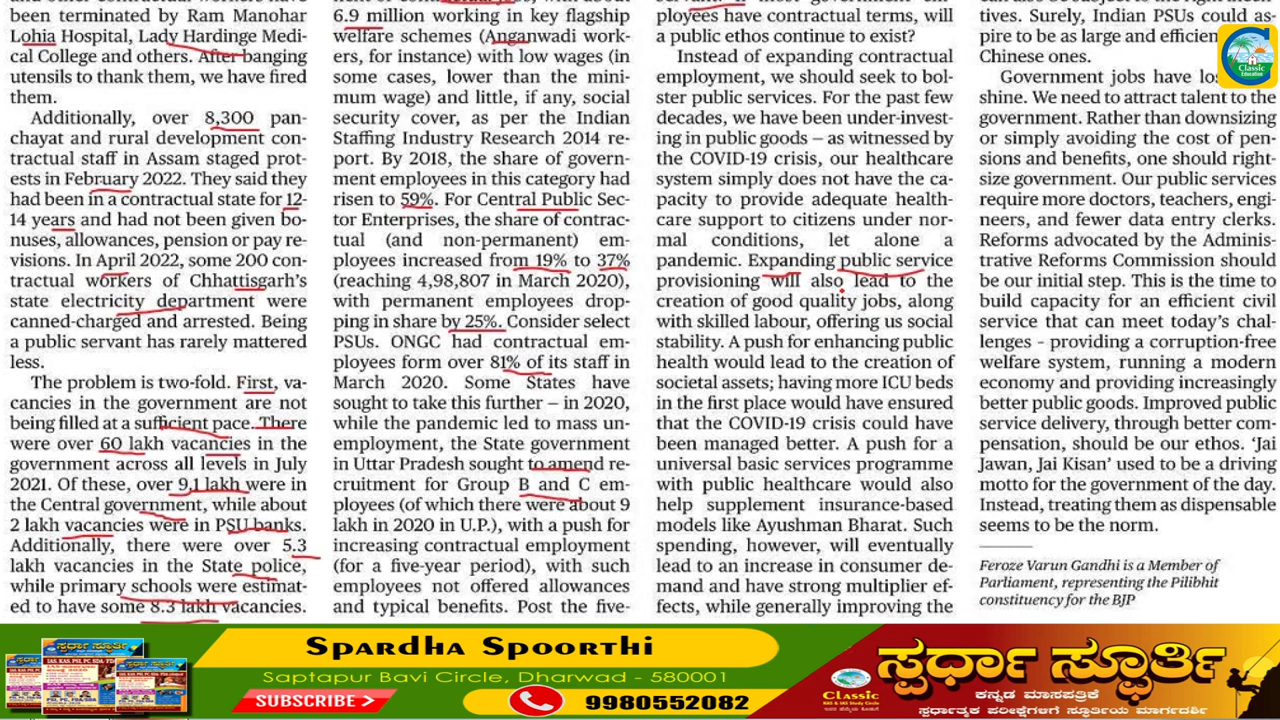 and other contractual workers have
been terminated by Ram Manohar
Lohia Hospital, Lady Hardinge Medi-
cal College and others. After banging
utensils to thank them, we have fired
them.
Additionally, over 8,300 pan-
chayat and rural development con-
tractual staff in Assam staged prot-
ests in February 2022. They said they
had been in a contractual state for 12-
14 years and had not been given bo-
nuses, allowances, pension or pay re-
visions. In April 2022, some 200 con-
tractual workers of Chhattisgarh's
state electricity department were
canned-charged and arrested. Being
a public servant has rarely mattered
less.
The problem is two-fold. First, va-
cancies in the government are not
being filled at a sufficient pace. There
were over 60 lakh vacancies in the
government across all levels in July
2021. Of these, over 9.1 lakh were in
the Central government, while about
2 lakh vacancies were in PSU banks.
Additionally, there were over 5.3
lakh vacancies in the State police,
while primary schools were estimat-
ed to have some 8.3 lakh vacancies.
6.9 million working in key flagship
welfare schemes (Anganwadi work-
ers, for instance) with low wages (in
some cases, lower than the mini-
mum wage) and little, if any, social
security cover, as per the Indian
Staffing Industry Research 2014 re-
port. By 2018, the share of govern-
ment employees in this category had
risen to 59%. For Central Public Sec-
tor Enterprises, the share of contrac-
tual (and non-permanent) em-
ployees increased from 19% to 37%
(reaching 4,98,807 in March 2020),
with permanent employees drop-
ping in share by 25%. Consider select
PSUs. ONGC had contractual em-
ployees form over 81% of its staff in
March 2020. Some States have
sought to take this further – in 2020,
while the pandemic led to mass un-
employment, the State government
in Uttar Pradesh sought to amend re-
cruitment for Group B and C em-
ployees (of which there were about 9
lakh in 2020 in U.P.), with a push for
increasing contractual employment
(for a five-year period), with such
employees not offered allowances
and typical benefits. Post the five-
ployees have contractual terms, will
a public ethos continue to exist?
Instead of expanding contractual
employment, we should seek to bol-
ster public services. For the past few
decades, we have been under-invest-
ing in public goods – as witnessed by
the COVID-19 crisis, our healthcare
system simply does not have the ca-
pacity to provide adequate health-
care support to citizens under nor-
mal conditions, let alone a
pandemic. Expanding public service
provisioning will also lead to the
creation of good quality jobs, along
with skilled labour, offering us social
stability. A push for enhancing public
health would lead to the creation of
societal assets; having more ICU beds
in the first place would have ensured
that the COVID-19 crisis could have
been managed better. A push for a
universal basic services programme
with public healthcare would also
help supplement insurance-based
models like Ayushman Bharat. Such
spending, however, will eventually
lead to an increase in consumer de-
mand and have strong multiplier ef-
fects, while generally improving the
tives. Surely, Indian PSUs could as-
pire to be as large and efficient
Chinese ones.
Government jobs have
shine. We need to attract talent to the
government. Rather than downsizing
or simply avoiding the cost of pen-
sions and benefits, one should right-
size government. Our public services
require more doctors, teachers, engi-
neers, and fewer data entry clerks.
Reforms advocated by the Adminis-
trative Reforms Commission should
be our initial step. This is the time to
build capacity for an efficient civil
service that can meet today's chal-
lenges - providing a corruption-free
welfare system, running a modern
economy and providing increasingly
better public goods. Improved public
service delivery, through better com-
pensation, should be our ethos. 'Jai
Jawan, Jai Kisan' used to be a driving
motto for the government of the day.
Instead, treating them as dispensable
seems to be the norm.
Feroze Varun Gandhi is a Member of
Parliament, representing the Pilibhit
constituency for the BJP
Classic
Education
Spardha Spoorthi
Saptapur Bavi Circle, Dharwad - 580001
SUBSCRIBE
9980552082
ಸ್ಪರ್ಧಾ ಸ್ಫೂರ್ತಿ
ಕನ್ನಡ ಮಾಸಪತ್ರಿಕೆ
ಸ್ಪರ್ಧಾತ್ಮಕ ಪರೀಕ್ಷೆಗಳಿಗೆ ಸ್ಫೂರ್ತಿಯ ಮಾರ್ಗದರ್ಶಿ
Classic